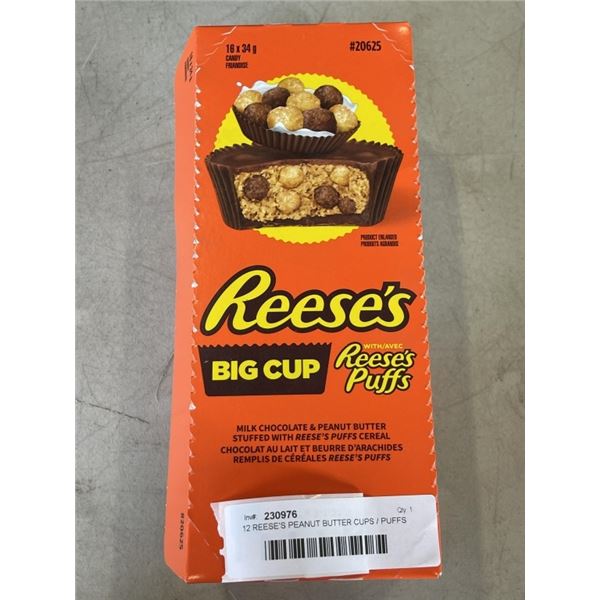 16 x 34 g
CANDY
FRIANDISE
#20625
PRODUCT ENLARGED
PRODUITS AGRANDIS
Reese's
BIG CUP
WITH/AVEC
Reese's
Puffs
MILK CHOCOLATE & PEANUT BUTTER
STUFFED WITH REESE'S PUFFS CEREAL
CHOCOLAT AU LAIT ET BEURRE D'ARACHIDES
REMPLIS DE CÉRÉALES REESE'S PUFFS
#20625
Inv#: 230976 Qty 1
12 REESE'S PEANUT BUTTER CUPS / PUFFS